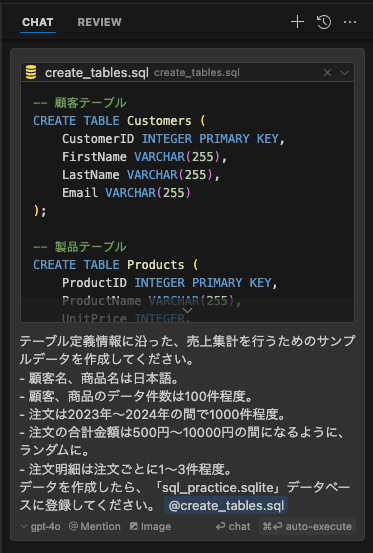 CHAT REVIEW
create_tables.sql create_tables.sql
-- 顧客テーブル
CREATE TABLE Customers (
CustomerID INTEGER PRIMARY KEY,
FirstName VARCHAR(255),
LastName VARCHAR(255),
Email VARCHAR(255)
);
-- 製品テーブル
CREATE TABLE Products (
ProductID INTEGER PRIMARY KEY,
ProductName VARCHAR(255),
UnitPrice INTEGER,
テーブル定義情報に沿った、売上集計を行うためのサンプ
ルデータを作成してください。
- 顧客名、商品名は日本語。
- 顧客、商品のデータ件数は100件程度。
- 注文は2023年〜2024年の間で1000件程度。
- 注文の合計金額は500円〜10000円の間になるように、
ランダムに。
- 注文明細は注文ごとに1〜3件程度。
データを作成したら、「sql_practice.sqlite」データベー
スに登録してください。 @create_tables.sql
gpt-4o @ Mention Image ⏎ chat ⌘⏎ auto-execute